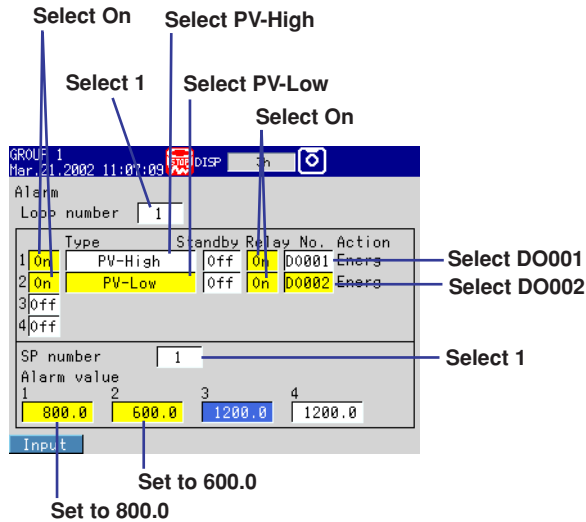 Select On
Select PV-High
Select 1
Select PV-Low
Select On
GROUP 1
Mar.21.2002 11:07:09 STOP DISP 3h
Alarm
Loop number 1
Type Standby Relay No. Action
1 On PV-High Off On DO001 Energ
2 On PV-Low Off On DO002 Energ
3 Off
4 Off
Select DO001
Select DO002
SP number 1
Select 1
Alarm value
1 2 3 4
800.0 600.0 1200.0 1200.0
Input
Set to 600.0
Set to 800.0